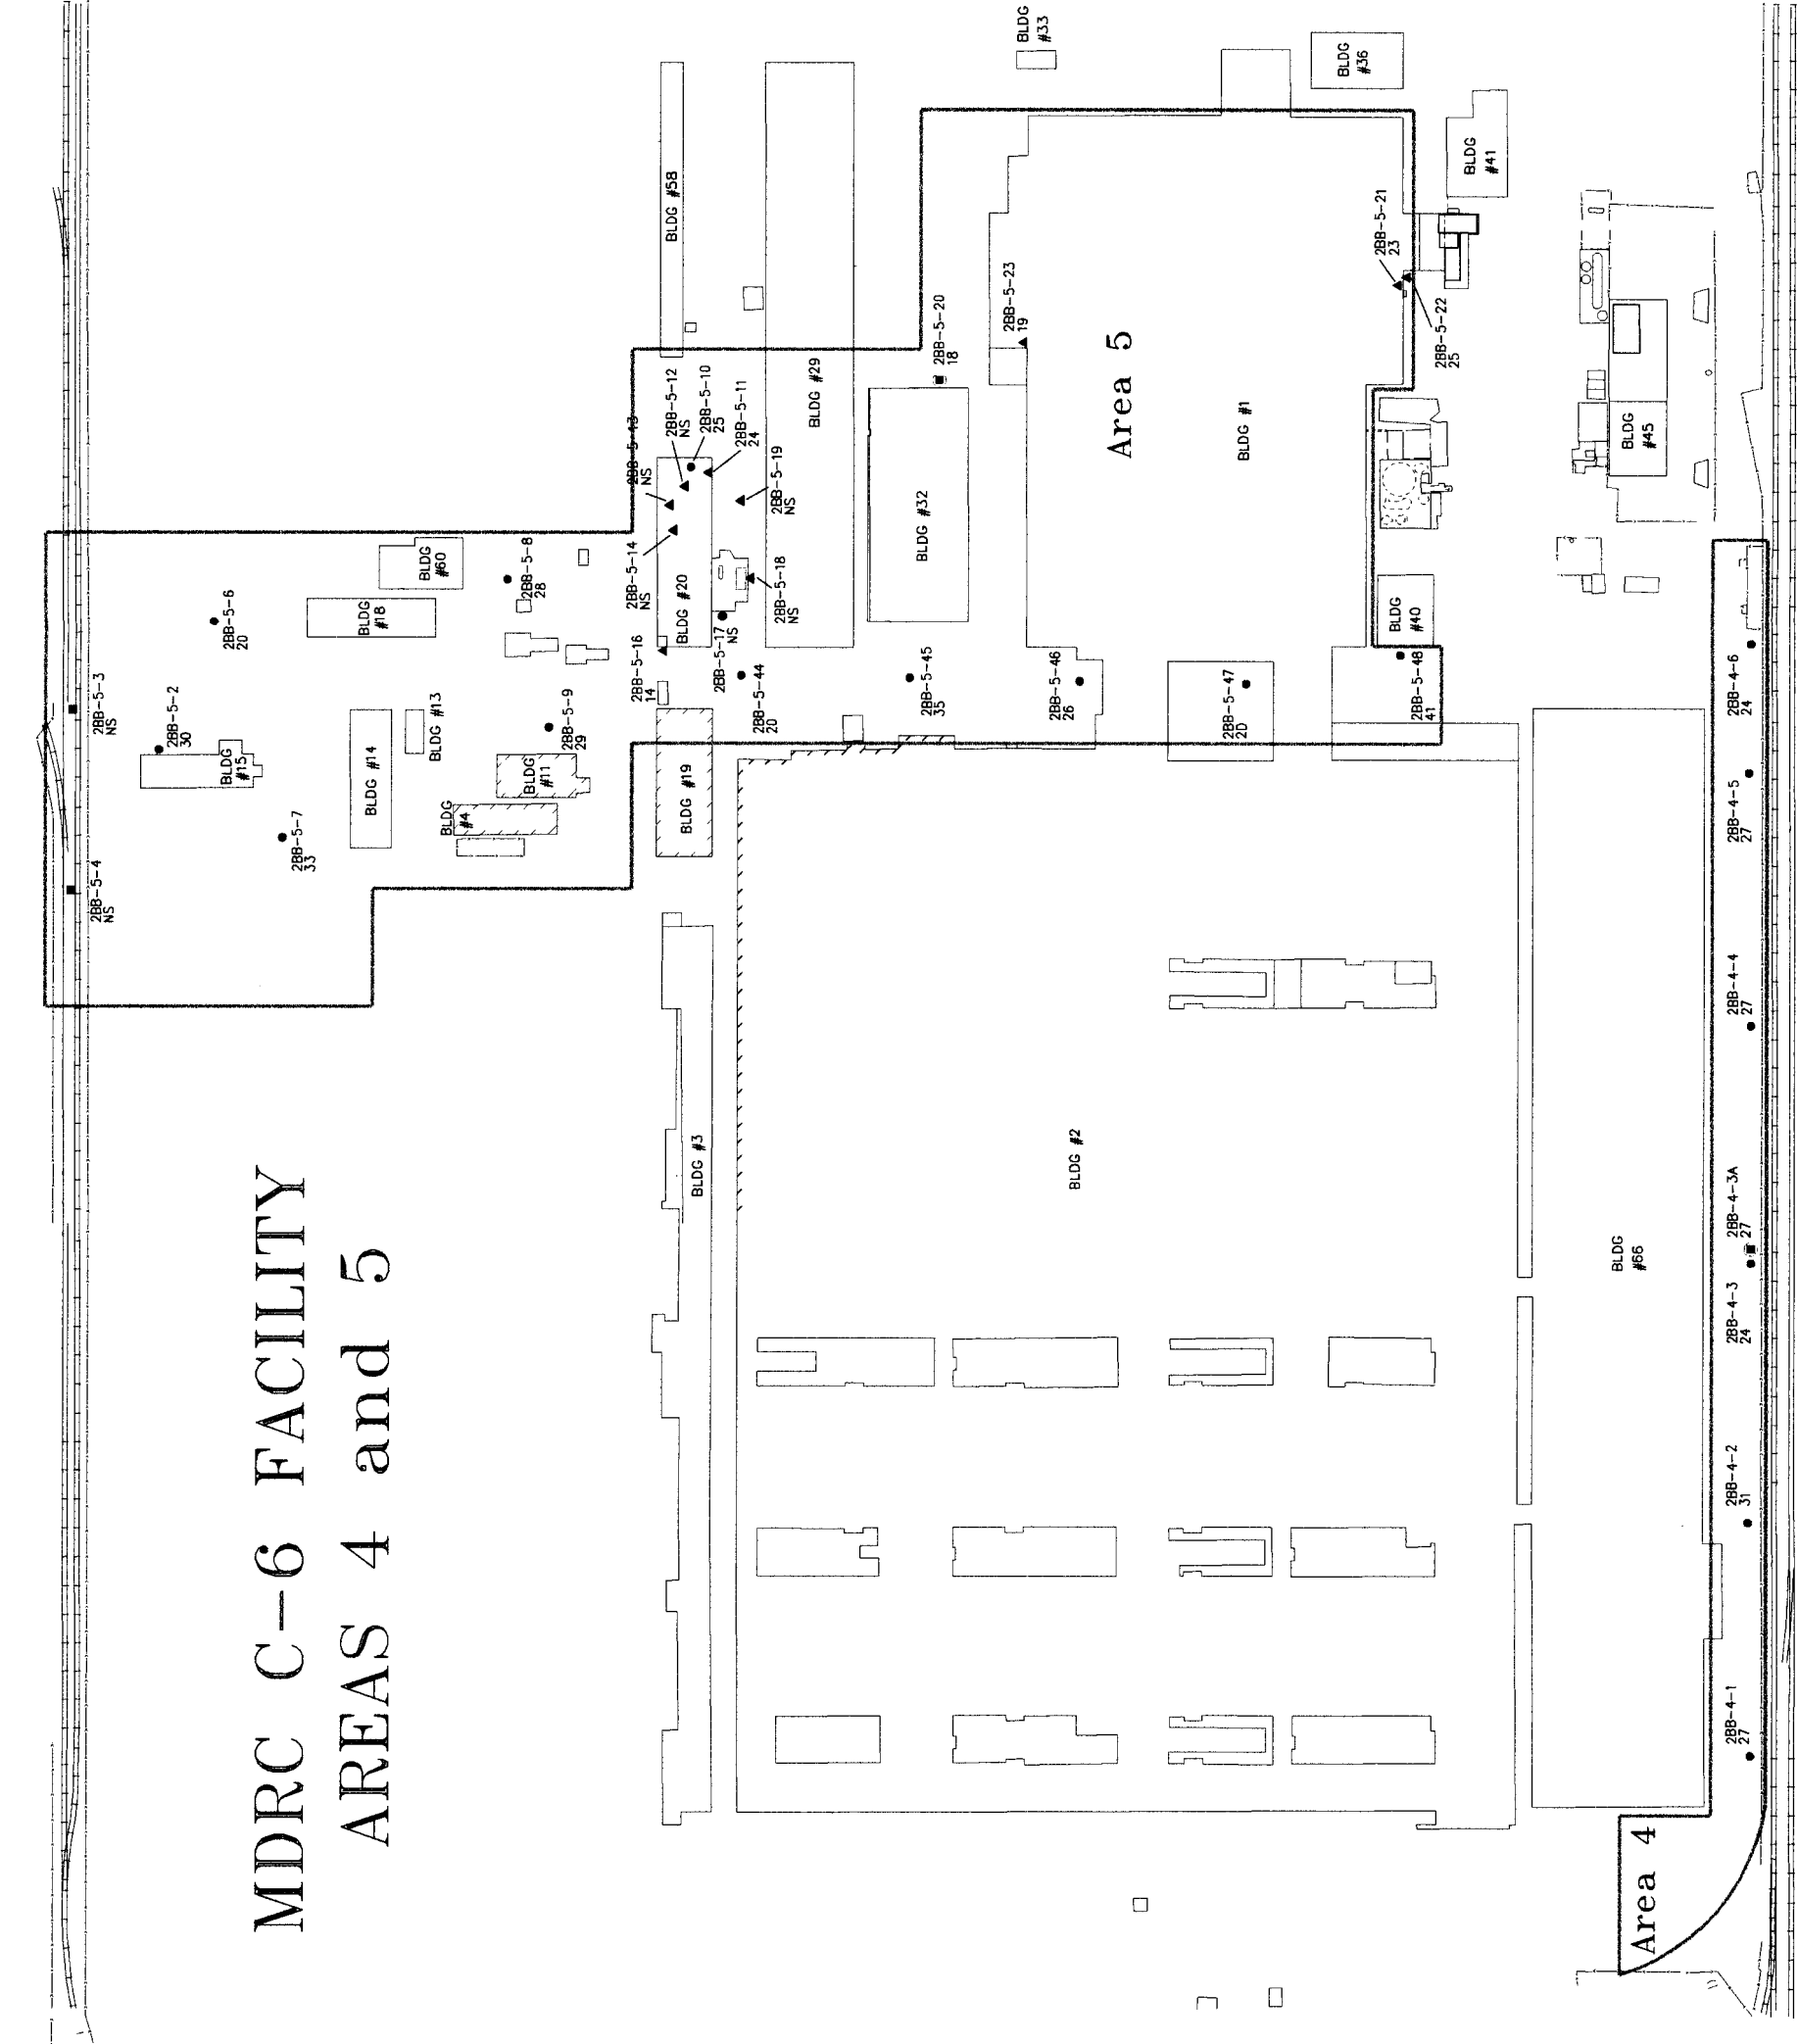 MDRC C-6 FACILITY
AREAS 4 and 5
2BB-5-4
NS
2BB-5-3
NS
2BB-5-2
30
2BB-5-6
20
2BB-5-7
33
BLDG
#15
BLDG #14
BLDG
#18
BLDG #13
BLDG
#60
BLDG
#4
BLDG
#11
2BB-5-8
28
2BB-5-9
29
BLDG #58
BLDG #19
BLDG #20
BLDG #3
2BB-5-16
14
2BB-5-14
NS
2BB-5-13
NS
2BB-5-12
NS
2BB-5-10
25
2BB-5-11
24
2BB-5-19
NS
2BB-5-18
NS
2BB-5-17
NS
2BB-5-44
20
BLDG #29
BLDG #32
2BB-5-45
35
2BB-5-20
18
2BB-5-23
19
BLDG
#33
2BB-5-46
26
Area 5
BLDG #1
BLDG #2
2BB-5-47
20
BLDG
#36
2BB-5-21
23
2BB-5-22
25
BLDG
#41
BLDG
#40
2BB-5-48
41
BLDG
#45
BLDG
#66
Area 4
2BB-4-1
27
2BB-4-2
31
2BB-4-3
24
2BB-4-3A
27
2BB-4-4
27
2BB-4-5
27
2BB-4-6
24